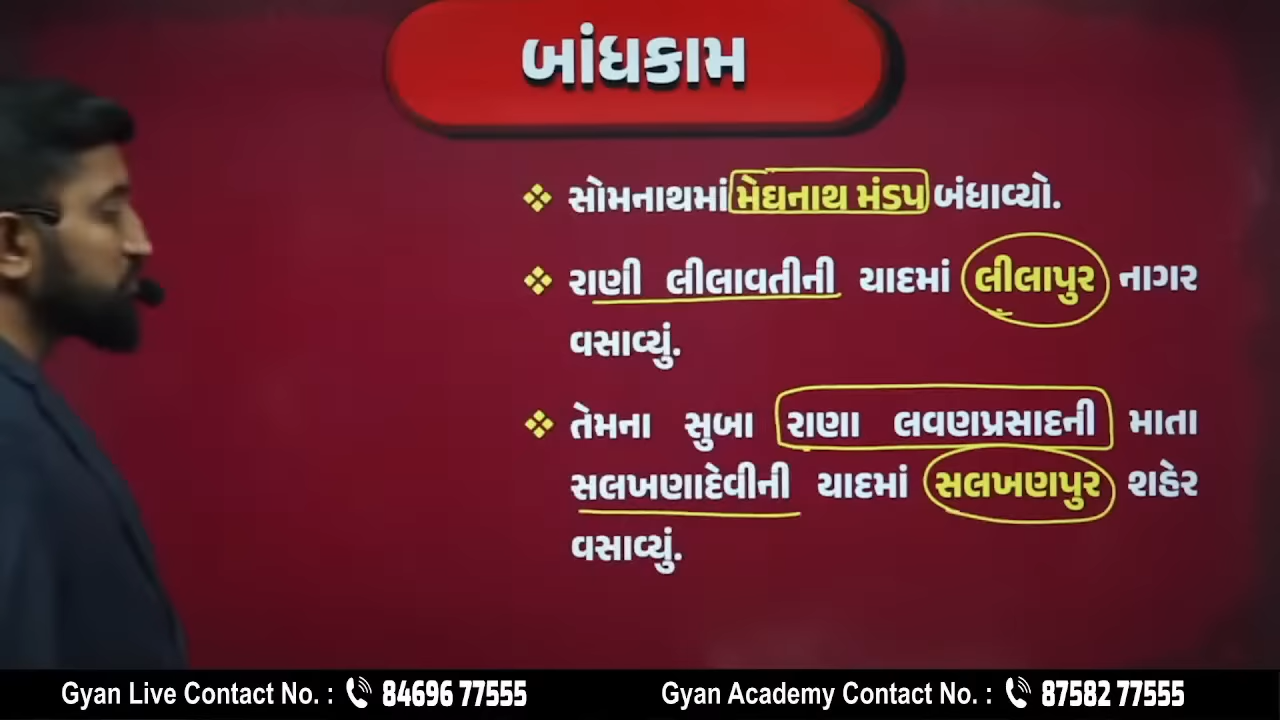 બાંધકામ
❖ સોમનાથમાં મેઘનાથ મંડપ બંધાવ્યો.
❖ રાણી લીલાવતીની યાદમાં લીલાપુર નાગર
વસાવ્યું.
❖ તેમના સુબા રાણા લવણપ્રસાદની માતા
સલખણાદેવીની યાદમાં સલખણપુર શહેર
વસાવ્યું.
Gyan Live Contact No. : 84696 77555 Gyan Academy Contact No. : 87582 77555